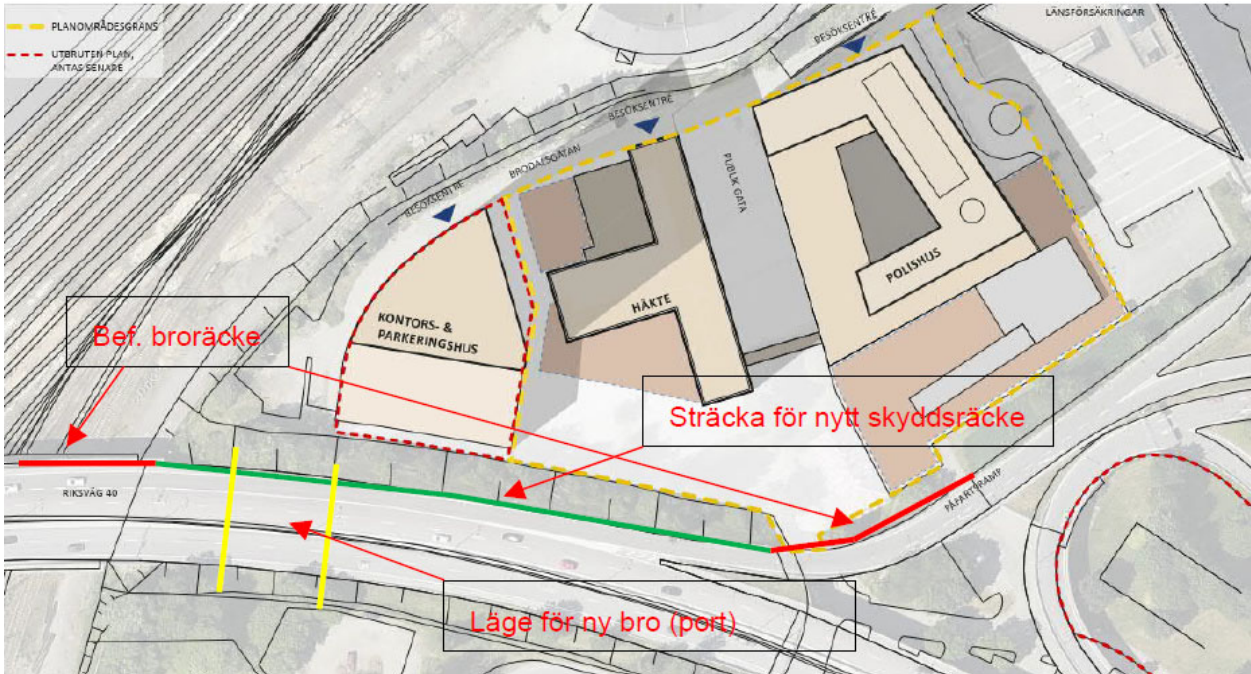 PLANOMRÅDESGRÄNS
UTBRUTEN PLAN,
ANTAS SENARE
LÄNSFÖRSÄKRINGAR
BESÖKSENTRÉ
BESÖKSENTRÉ
BRODALSGATAN
BESÖKSENTRÉ
PUBLIK GATA
POLISHUS
HÄKTE
KONTORS- &
PARKERINGSHUS
Bef. broräcke
Sträcka för nytt skyddsräcke
RIKSVÄG 40
PÅFARTSRAMP
Läge för ny bro (port)